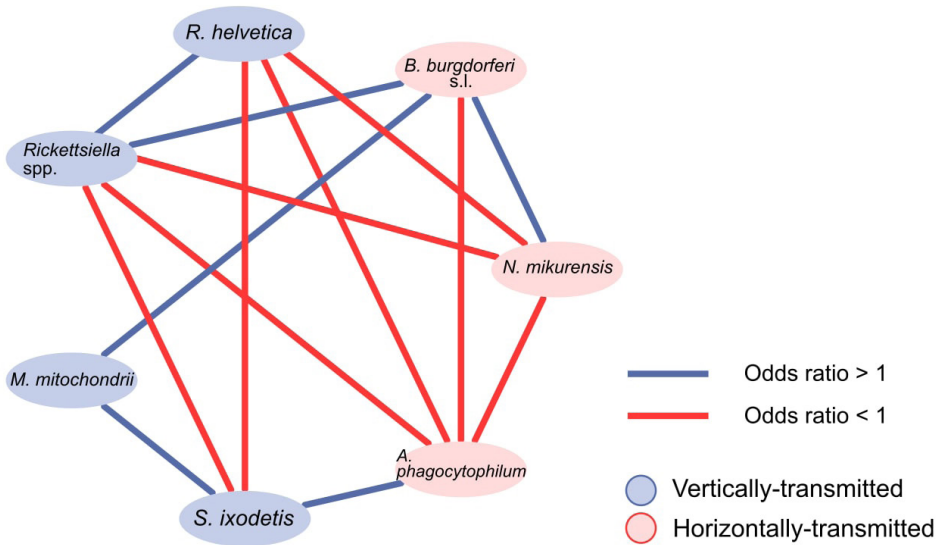 R. helvetica
B. burgdorferi
s.l.
Rickettsiella
spp.
N. mikurensis
M. mitochondrii
A.
phagocytophilum
S. ixodetis
Odds ratio > 1
Odds ratio < 1
Vertically-transmitted
Horizontally-transmitted